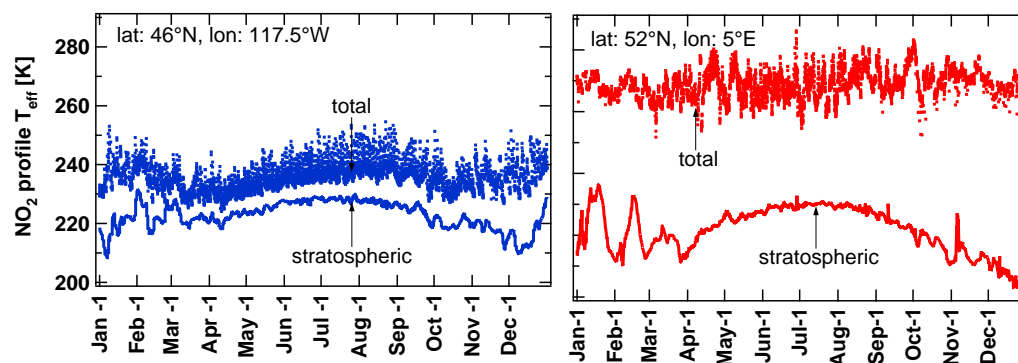 lat: 46°N, lon: 117.5°W
NO2 profile Teff [K]
280
260
240
220
200
total
stratospheric
Jan -1
Feb -1
Mar -1
Apr -1
May -1
Jun -1
Jul -1
Aug -1
Sep -1
Oct -1
Nov -1
Dec-1
lat: 52°N, lon: 5°E
total
stratospheric
Jan-1
Feb-1
Mar-1
Apr-1
May-1
Jun-1
Jul-1
Aug-1
Sep-1
Oct-1
Nov-1
Dec-1